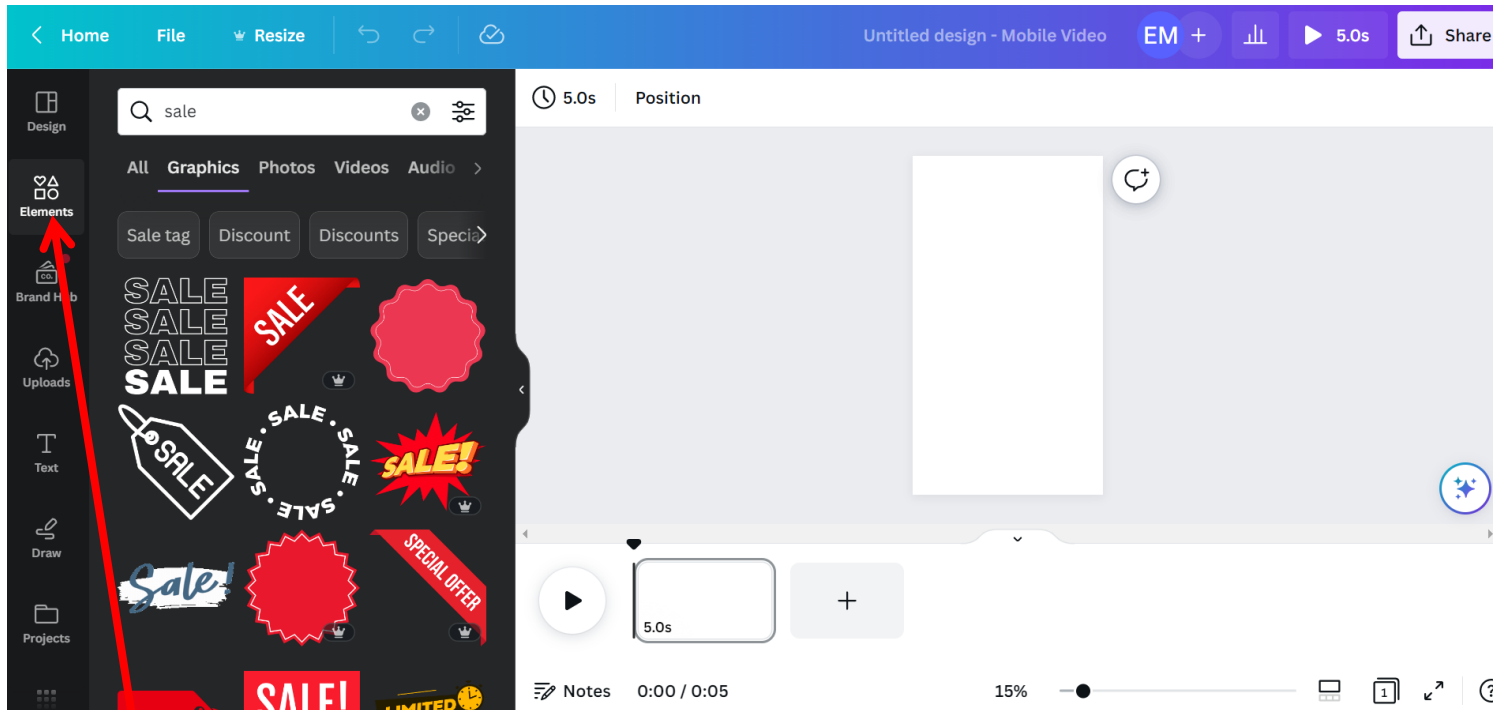 Home File Resize Untitled design - Mobile Video EM + 5.0s Share
Design
Elements
Brand Hub
Uploads
Text
Draw
Projects
sale
All Graphics Photos Videos Audio
Sale tag Discount Discounts Specia
SALE
SALE
SALE
SALE
SALE
SALE
SALE · SALE · SALE · SALE ·
SALE!
Sale!
SPECIAL OFFER
SALE!
LIMITED
5.0s Position
CO.
5.0s
+
Notes 0:00 / 0:05 15% 1 ?